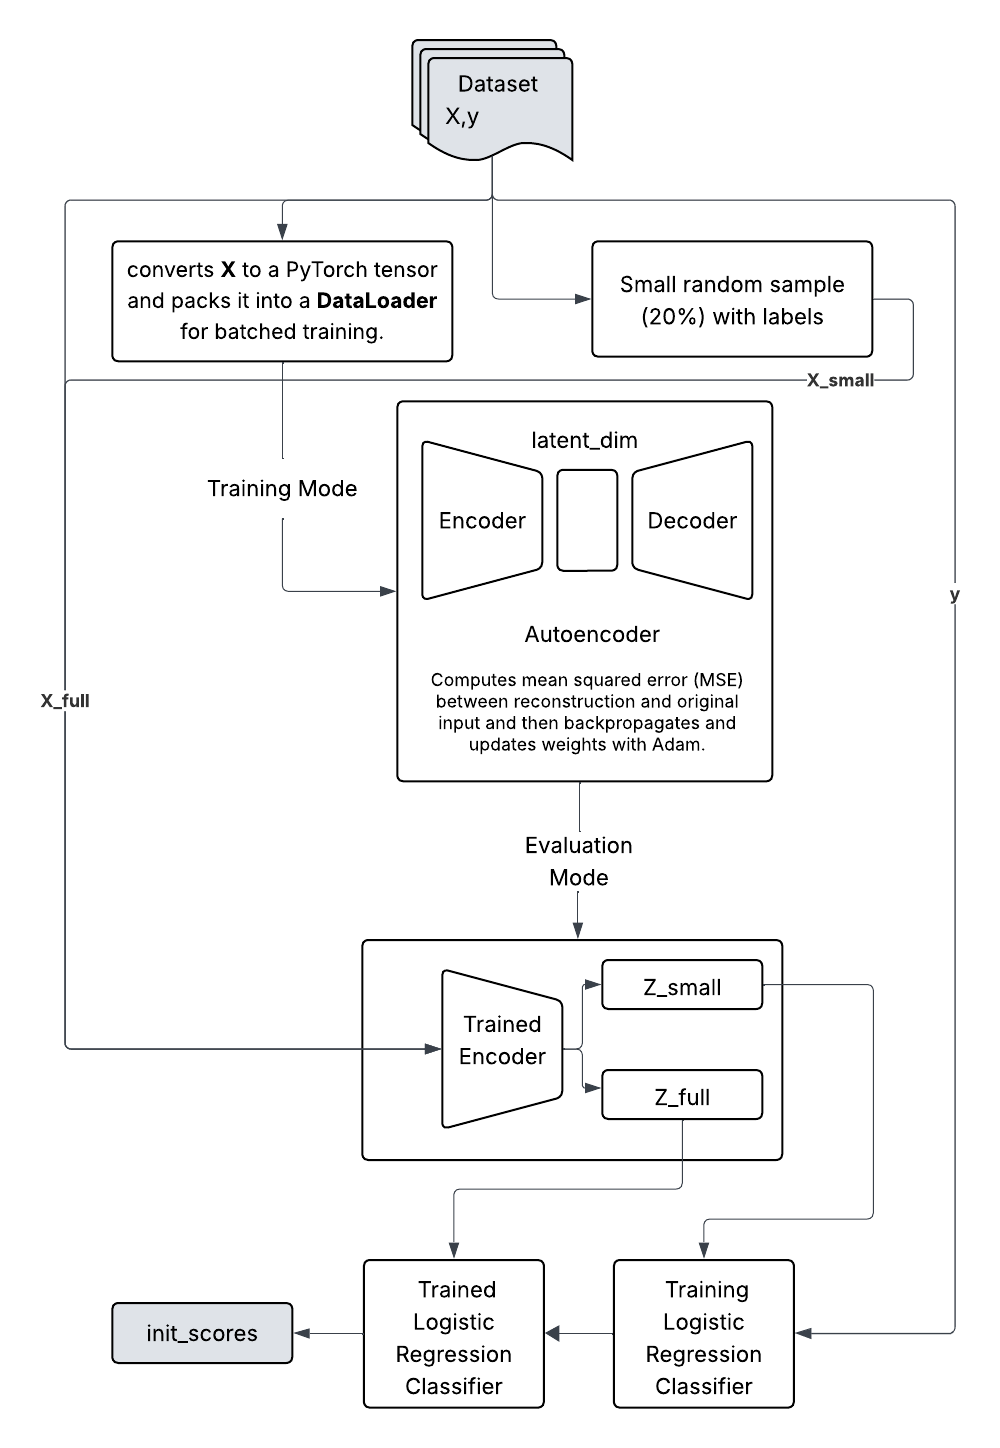 Dataset
X,y
converts X to a PyTorch tensor
and packs it into a DataLoader
for batched training.
Small random sample
(20%) with labels
X_small
latent_dim
Training Mode
Encoder
Decoder
y
Autoencoder
Computes mean squared error (MSE)
between reconstruction and original
input and then backpropagates and
updates weights with Adam.
X_full
Evaluation
Mode
Z_small
Trained
Encoder
Z_full
Trained
Logistic
Regression
Classifier
Training
Logistic
Regression
Classifier
init_scores